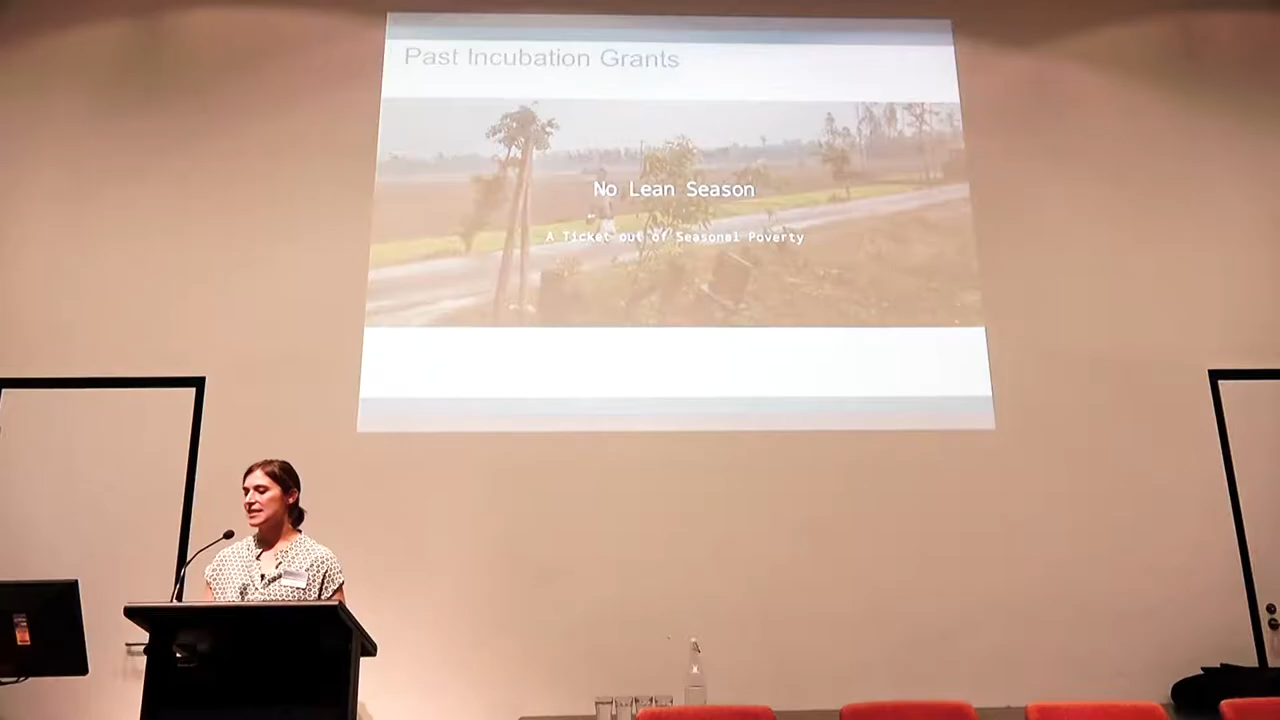 Past Incubation Grants
No Lean Season
A Ticket out of Seasonal Poverty